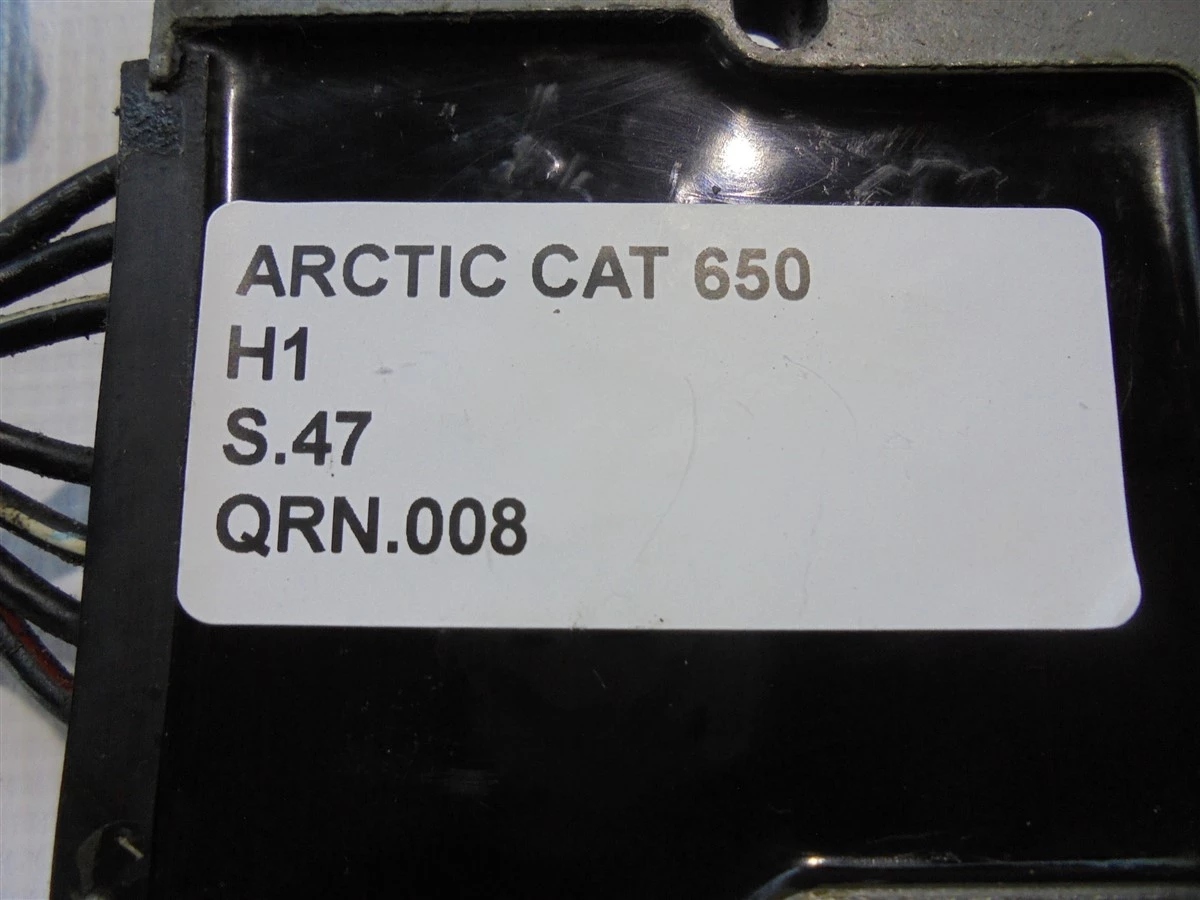 ARCTIC CAT 650
H1
S.47
QRN.008